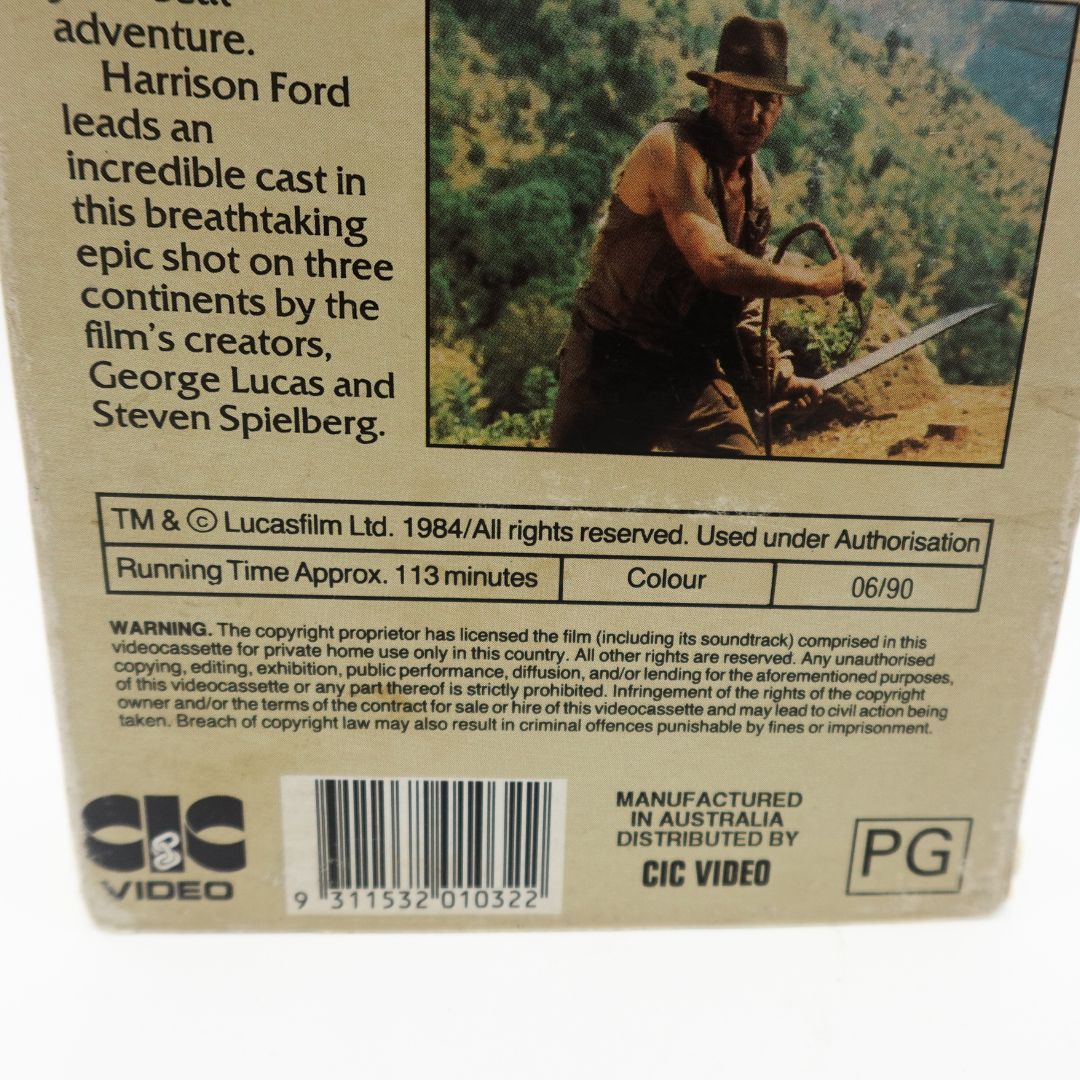 adventure.
Harrison Ford
leads an
incredible cast in
this breathtaking
epic shot on three
continents by the
film's creators,
George Lucas and
Steven Spielberg.
TM & © Lucasfilm Ltd. 1984/All rights reserved. Used under Authorisation
Running Time Approx. 113 minutes
Colour
06/90
WARNING. The copyright proprietor has licensed the film (including its soundtrack) comprised in this
videocassette for private home use only in this country. All other rights are reserved. Any unauthorised
copying, editing, exhibition, public performance, diffusion, and/or lending for the aforementioned purposes,
of this videocassette or any part thereof is strictly prohibited. Infringement of the rights of the copyright
owner and/or the terms of the contract for sale or hire of this videocassette and may lead to civil action being
taken. Breach of copyright law may also result in criminal offences punishable by fines or imprisonment.
CIC
VIDEO
9 311532 010322
MANUFACTURED
IN AUSTRALIA
DISTRIBUTED BY
CIC VIDEO
PG